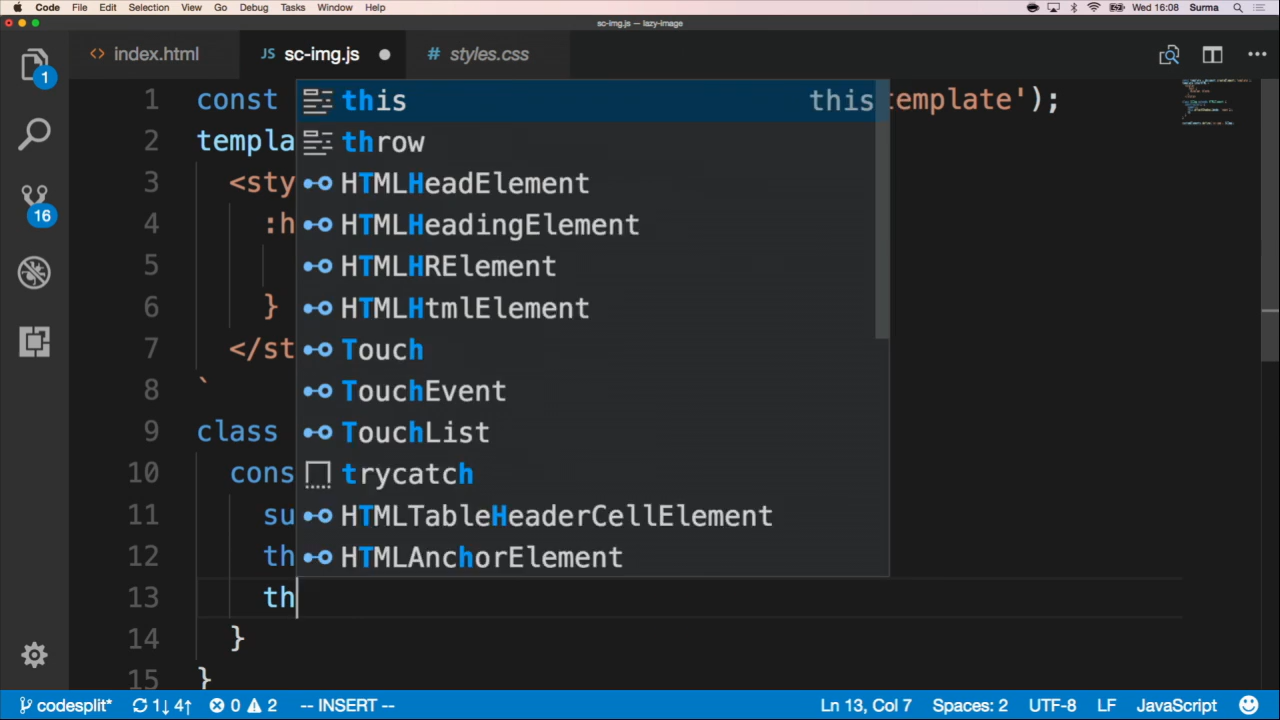 Code File Edit Selection View Go Debug Tasks Window Help Wed 16:08 Surma
sc-img.js — lazy-image
<> index.html JS sc-img.js # styles.css
1
16
1 const template');
2 templa
3 <sty
4 :h
5
6 }
7 </st
8 `
9 class
10 cons
11 su
12 th
13 th
14 }
15 }
this this
throw
HTMLHeadElement
HTMLHeadingElement
HTMLHRElement
HTMLHtmlElement
Touch
TouchEvent
TouchList
trycatch
HTMLTableHeaderCellElement
HTMLAnchorElement
codesplit* 1↓ 4↑ 0 2 -- INSERT -- Ln 13, Col 7 Spaces: 2 UTF-8 LF JavaScript